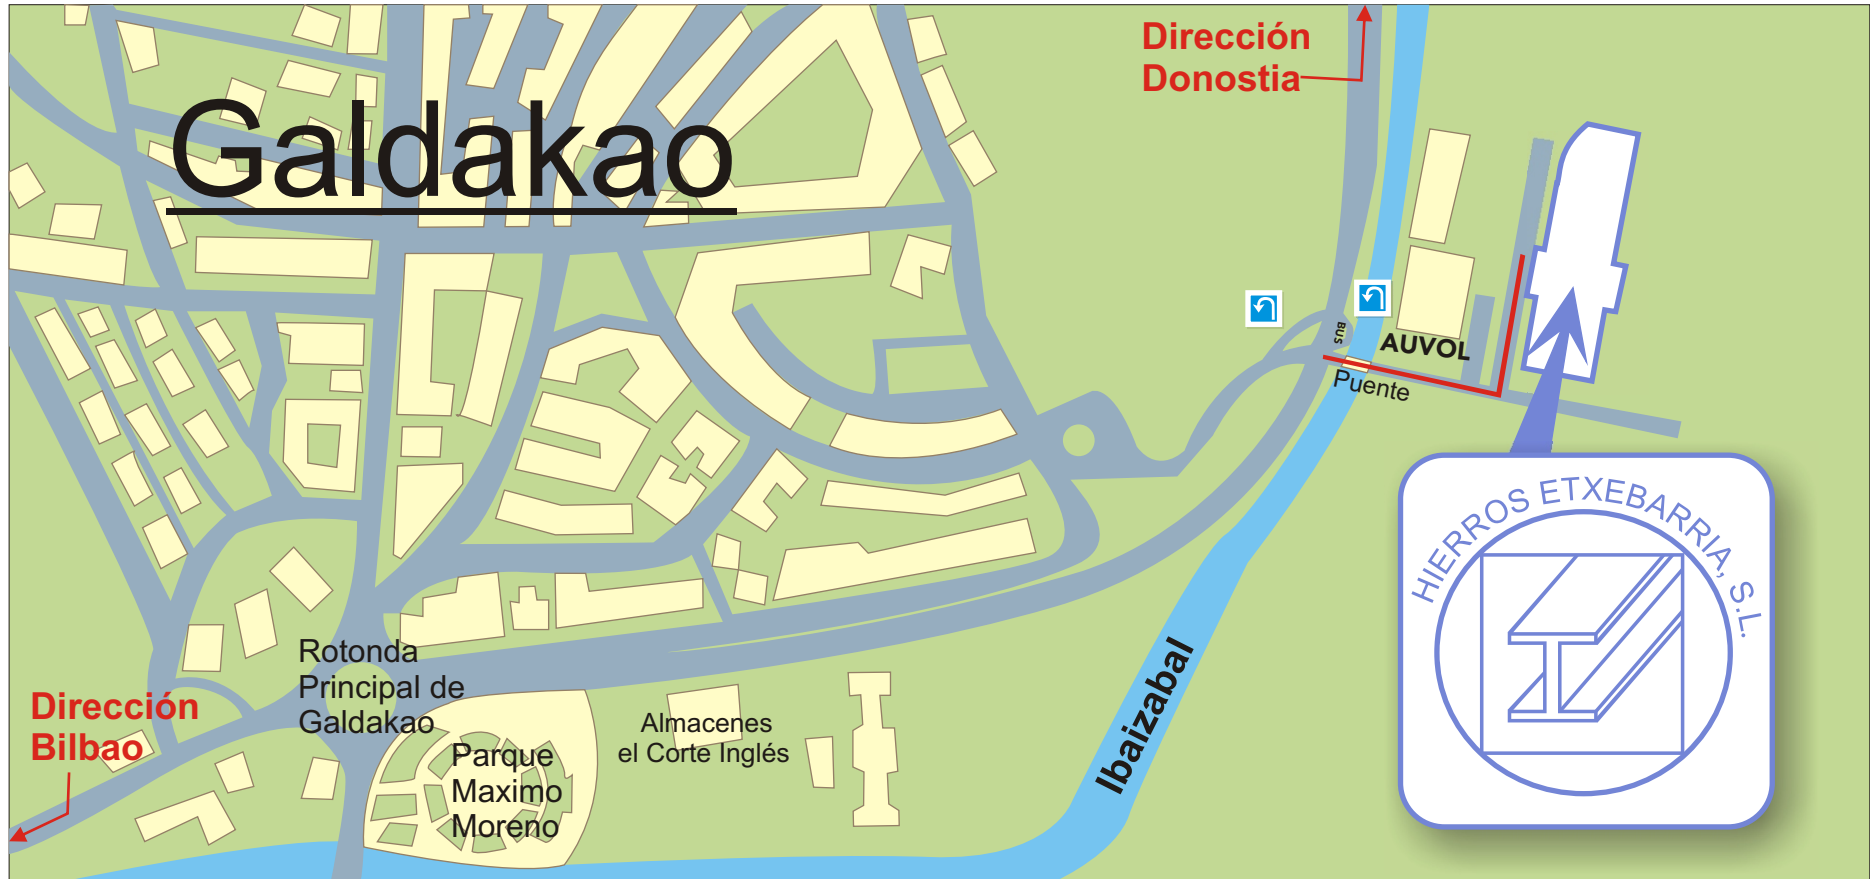 Galdakao
Dirección
Donostia
BUS
AUVOL
Puente
HIERROS ETXEBARRIA, S.L.
Rotonda
Principal de
Galdakao
Dirección
Bilbao
Parque
Maximo
Moreno
Almacenes
el Corte Inglés
Ibaizabal